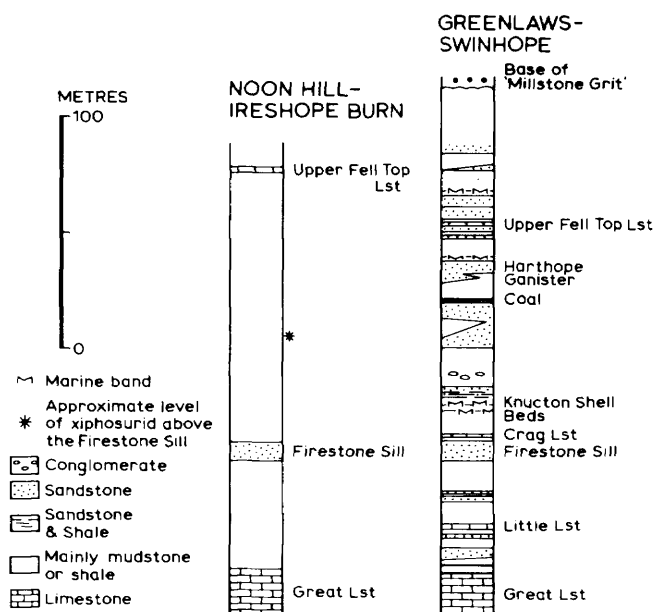 METRES
100
0
Marine band
Approximate level
of xiphosurid above
the Firestone Sill
Conglomerate
Sandstone
Sandstone
& Shale
Mainly mudstone
or shale
Limestone
NOON HILL-
IRESHOPE BURN
Upper Fell Top
Lst
Firestone Sill
Great Lst
GREENLAWS-
SWINHOPE
Base of
'Millstone Grit'
Upper Fell Top Lst
Harthope
Ganister
Coal
Knucton Shell
Beds
Crag Lst
Firestone Sill
Little Lst
Great Lst